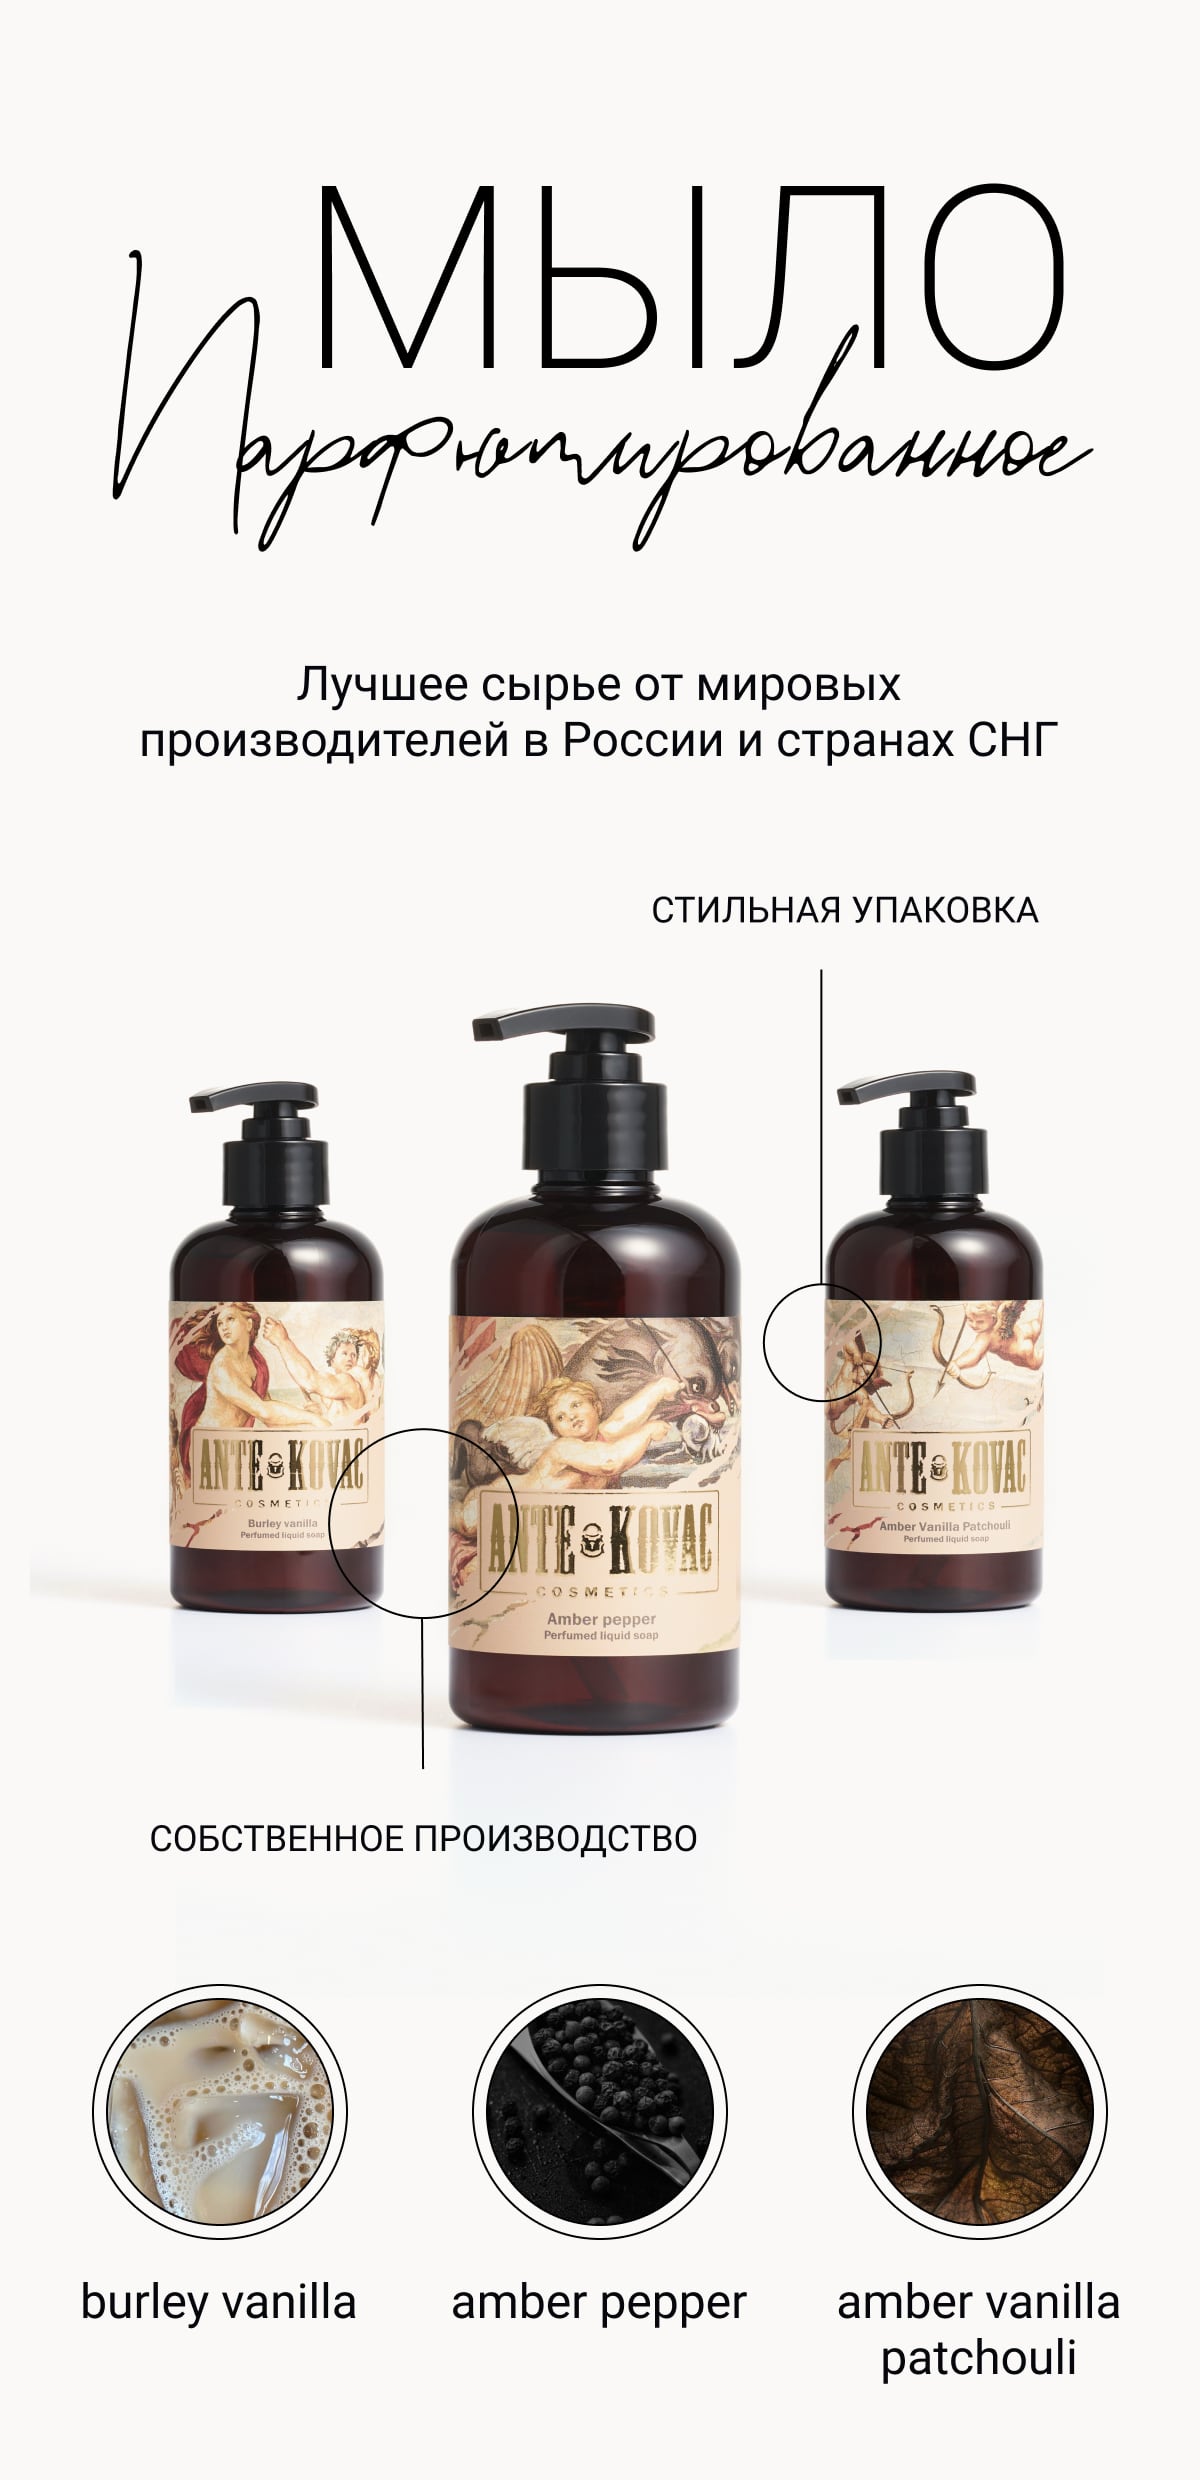 МЫЛО
Парфюмированное
Лучшее сырье от мировых
производителей в России и странах СНГ
СТИЛЬНАЯ УПАКОВКА
ANTE KOVAC
COSMETICS
Burley vanilla
Perfumed liquid soap
ANTE KOVAC
COSMETICS
Amber pepper
Perfumed liquid soap
ANTE KOVAC
COSMETICS
Amber Vanilla Patchouli
Perfumed liquid soap
СОБСТВЕННОЕ ПРОИЗВОДСТВО
burley vanilla
amber pepper
amber vanilla
patchouli